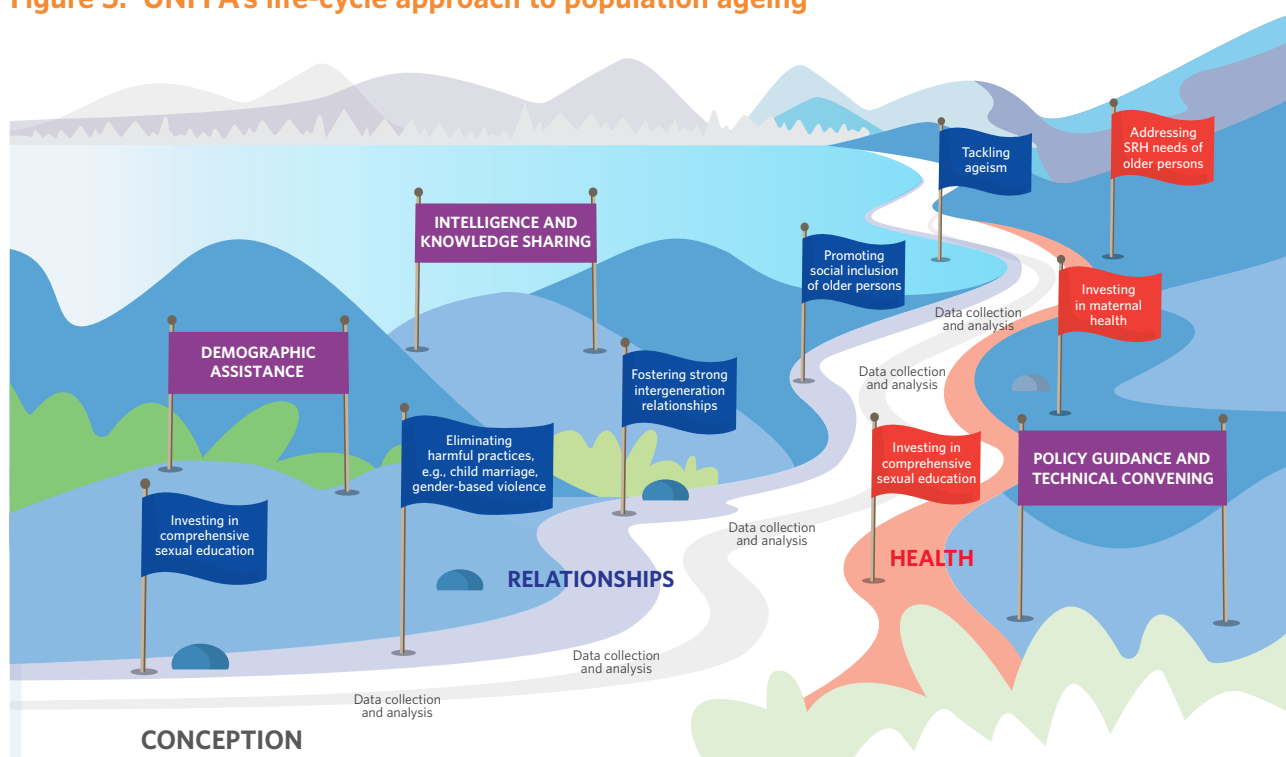 Figure 3: UNFPA's life-cycle approach to population ageing
Addressing
SRH needs of
older persons
Tackling
ageism
INTELLIGENCE AND
KNOWLEDGE SHARING
Promoting
social inclusion
of older persons
Investing
in maternal
health
Data collection
and analysis
DEMOGRAPHIC
ASSISTANCE
Fostering strong
intergeneration
relationships
Data collection
and analysis
Eliminating
harmful practices,
e.g., child marriage,
gender-based violence
Investing in
comprehensive
sexual education
POLICY GUIDANCE AND
TECHNICAL CONVENING
Investing in
comprehensive
sexual education
Data collection
and analysis
HEALTH
RELATIONSHIPS
Data collection
and analysis
Data collection
and analysis
CONCEPTION